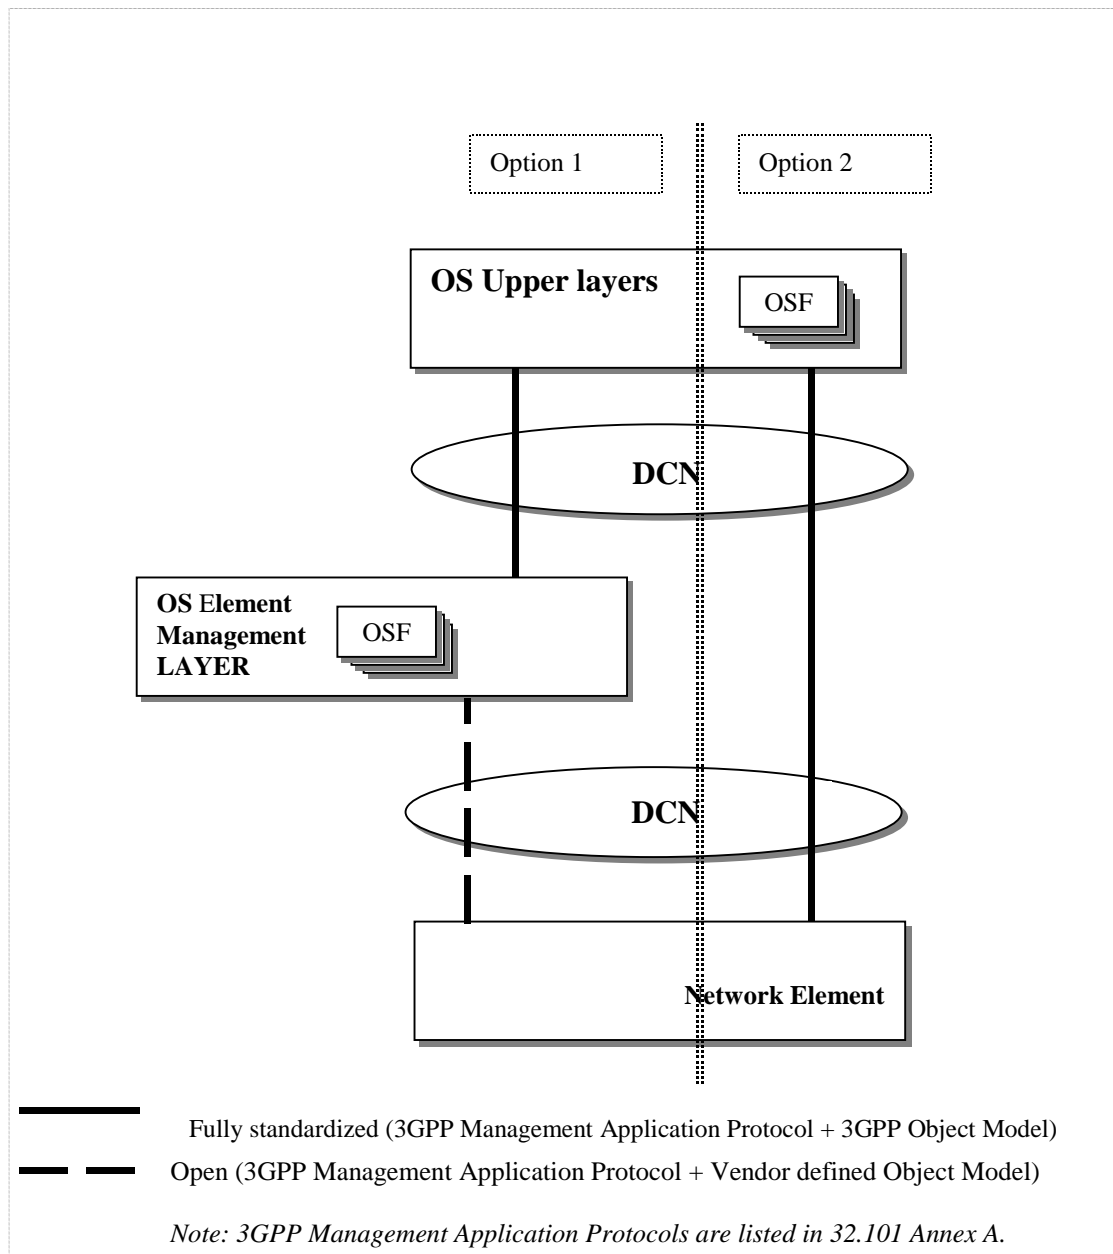 Option 1
Option 2
OS Upper layers
OSF
DCN
OS Element
Management
LAYER
OSF
DCN
Network Element
Fully standardized (3GPP Management Application Protocol + 3GPP Object Model)
Open (3GPP Management Application Protocol + Vendor defined Object Model)
Note: 3GPP Management Application Protocols are listed in 32.101 Annex A.